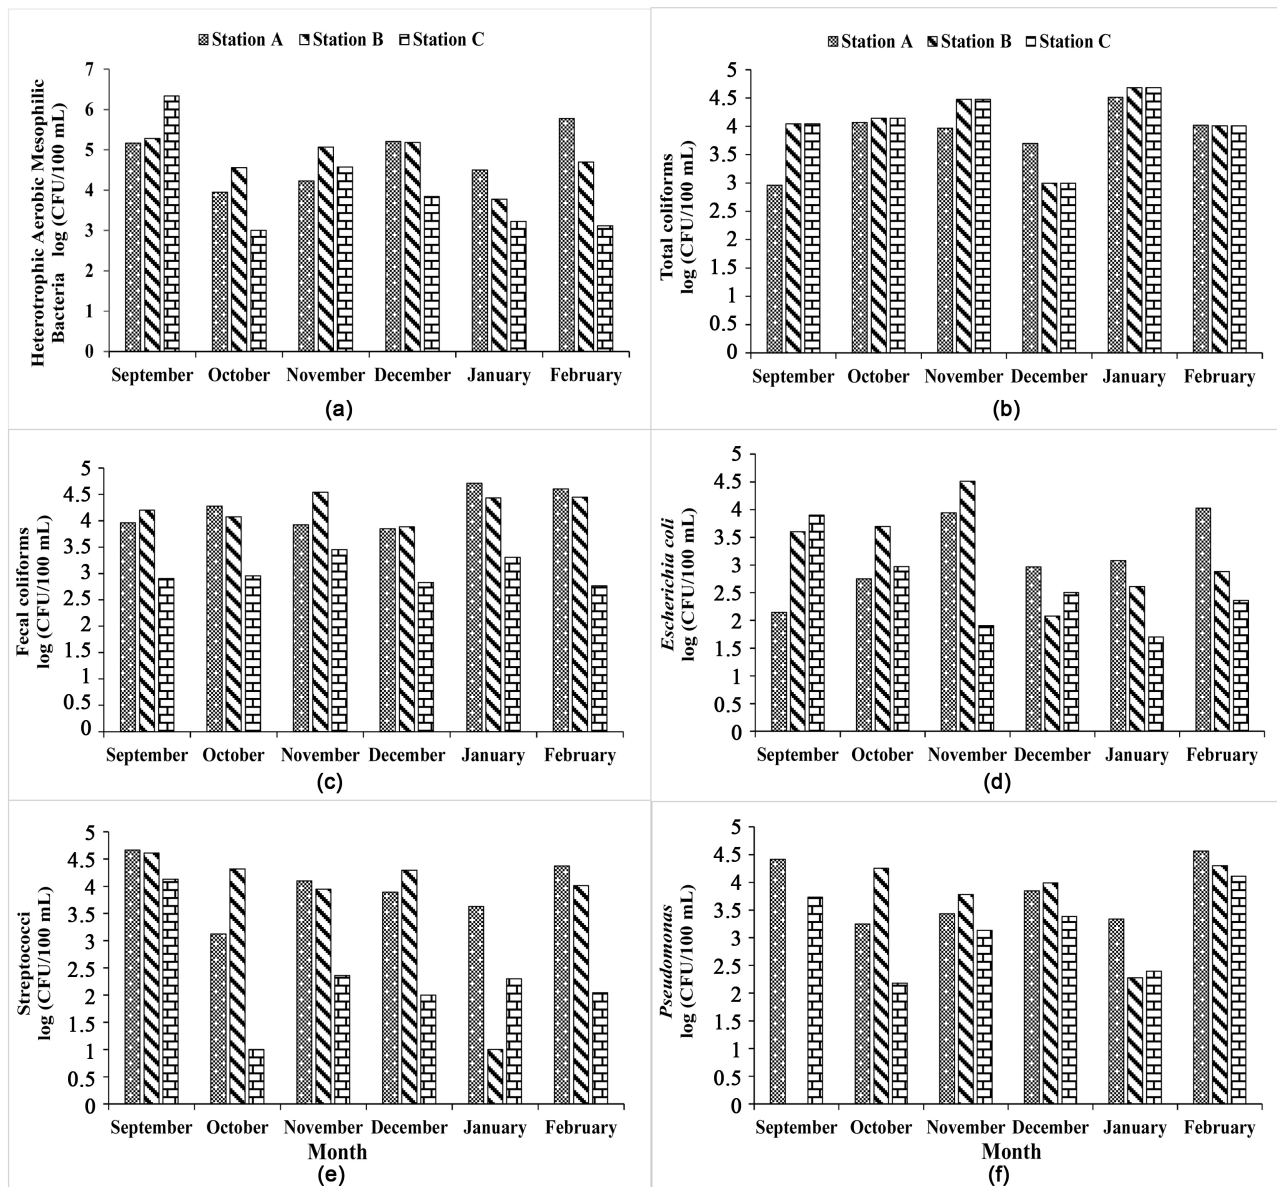 Station A Station B Station C
Heterotrophic Aerobic Mesophilic
Bacteria log (CFU/100 mL)
7
6
5
4
3
2
1
0
September October November December January February
(a)
Station A Station B Station C
Total coliforms
log (CFU/100 mL)
5
4.5
4
3.5
3
2.5
2
1.5
1
0.5
0
September October November December January February
(b)
Fecal coliforms
log (CFU/100 mL)
5
4.5
4
3.5
3
2.5
2
1.5
1
0.5
0
September October November December January February
(c)
Escherichia coli
log (CFU/100 mL)
5
4.5
4
3.5
3
2.5
2
1.5
1
0.5
0
September October November December January February
(d)
Streptococci
log (CFU/100 mL)
5
4.5
4
3.5
3
2.5
2
1.5
1
0.5
0
September October November December January February
Month
(e)
Pseudomonas
log (CFU/100 mL)
5
4.5
4
3.5
3
2.5
2
1.5
1
0.5
0
September October November December January February
Month
(f)